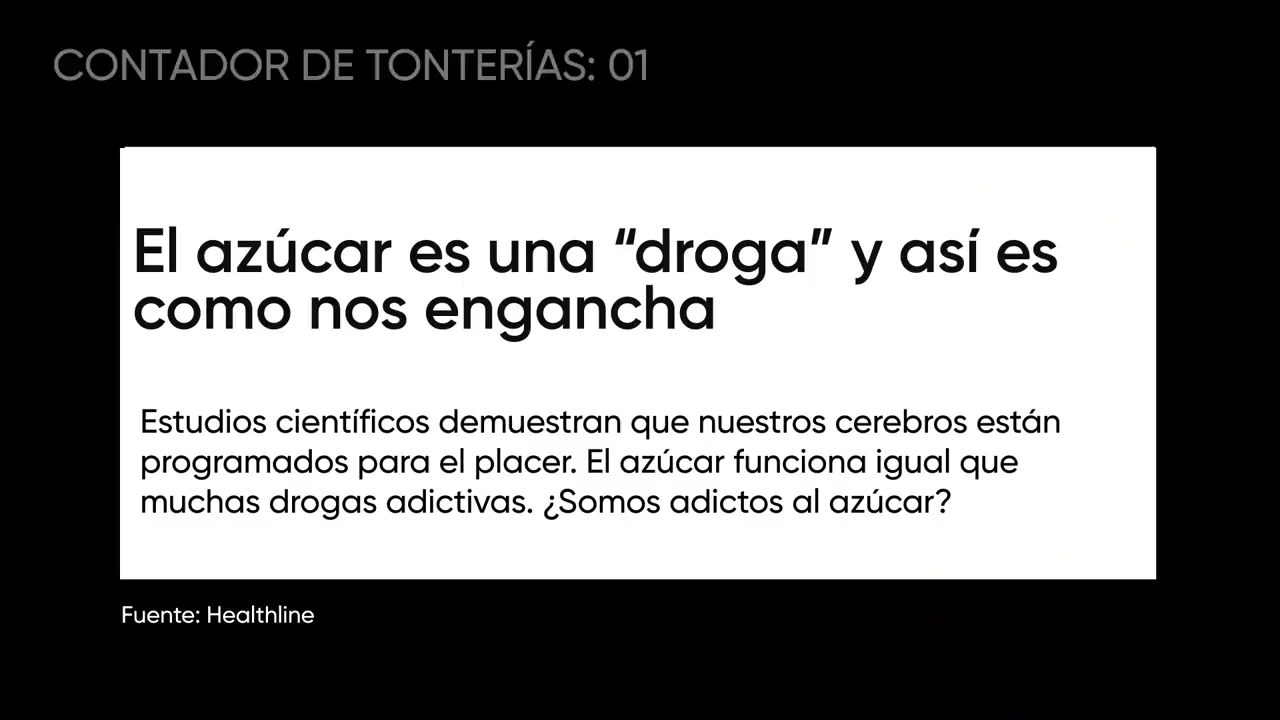 CONTADOR DE TONTERÍAS: 01
El azúcar es una “droga” y así es
como nos engancha
Estudios científicos demuestran que nuestros cerebros están
programados para el placer. El azúcar funciona igual que
muchas drogas adictivas. ¿Somos adictos al azúcar?
Fuente: Healthline